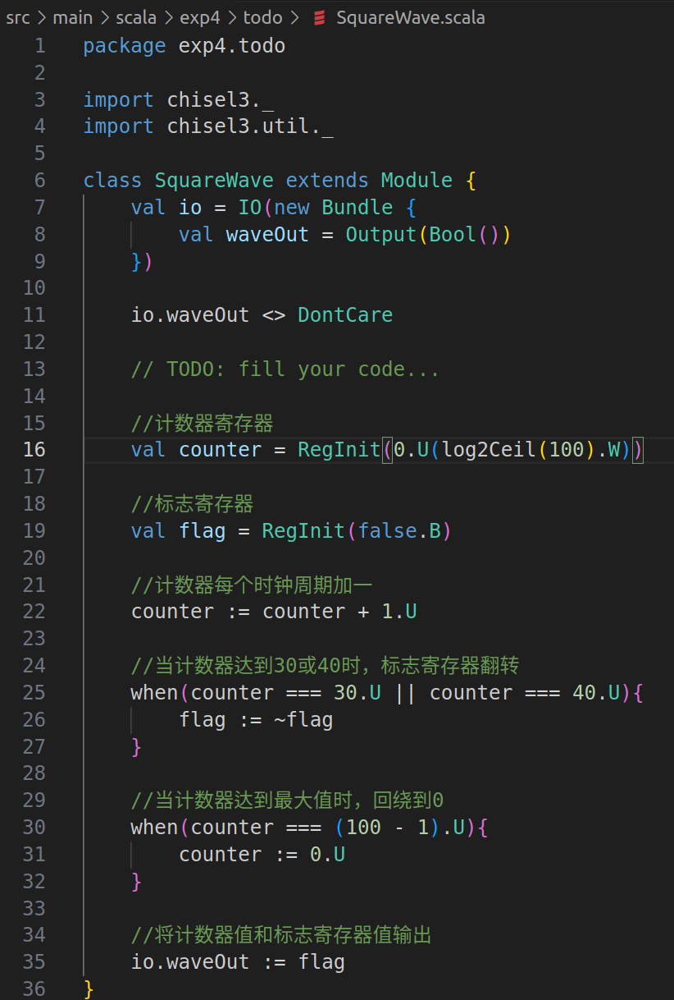 src > main > scala > exp4 > todo > SquareWave.scala
1 package exp4.todo
2
3 import chisel3._
4 import chisel3.util._
5
6 class SquareWave extends Module {
7     val io = IO(new Bundle {
8         val waveOut = Output(Bool())
9     })
10
11     io.waveOut <> DontCare
12
13     // TODO: fill your code...
14
15     //计数器寄存器
16     val counter = RegInit(0.U(log2Ceil(100).W))
17
18     //标志寄存器
19     val flag = RegInit(false.B)
20
21     //计数器每个时钟周期加一
22     counter := counter + 1.U
23
24     //当计数器达到30或40时，标志寄存器翻转
25     when(counter === 30.U || counter === 40.U){
26         flag := ~flag
27     }
28
29     //当计数器达到最大值时，回绕到0
30     when(counter === (100 - 1).U){
31         counter := 0.U
32     }
33
34     //将计数器值和标志寄存器值输出
35     io.waveOut := flag
36 }